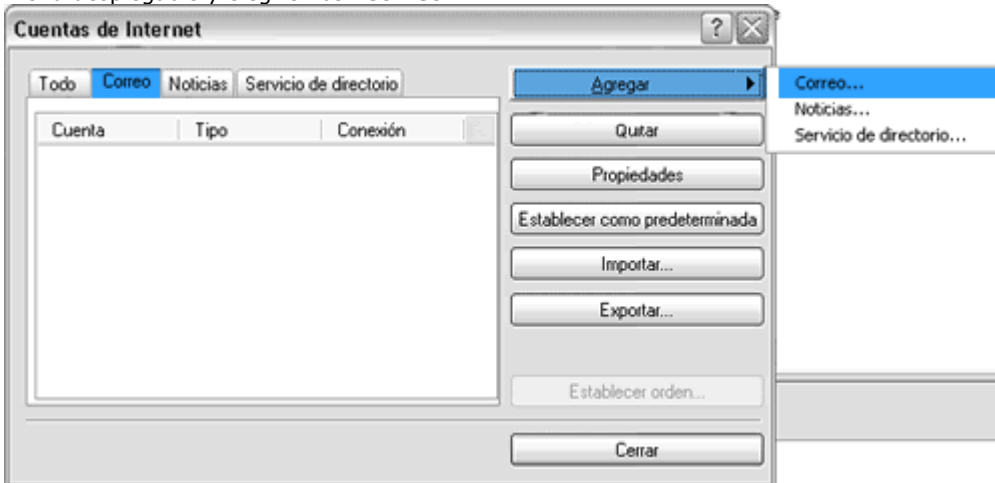 Cuentas de Internet
?
Todo Correo Noticias Servicio de directorio
Cuenta Tipo Conexión
Agregar
Quitar
Propiedades
Establecer como predeterminada
Importar...
Exportar...
Establecer orden...
Cerrar
Correo...
Noticias...
Servicio de directorio...